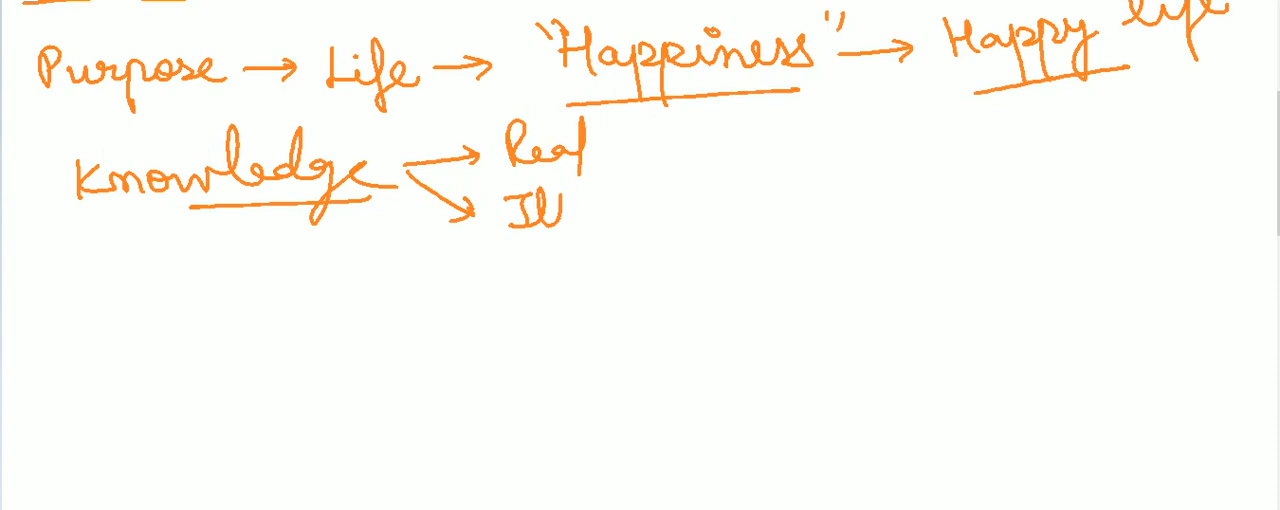 Purpose → Life → "Happiness" → Happy life
Knowledge → Real
→ Ill